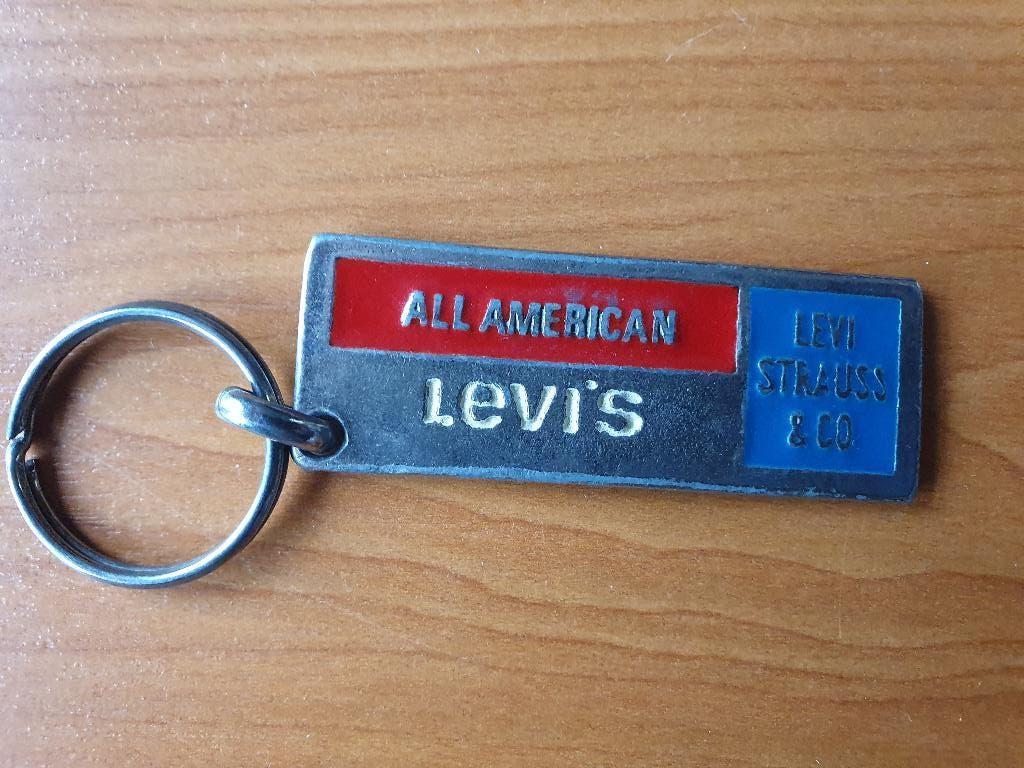 ALL AMERICAN
Levi's
LEVI
STRAUSS
& CO